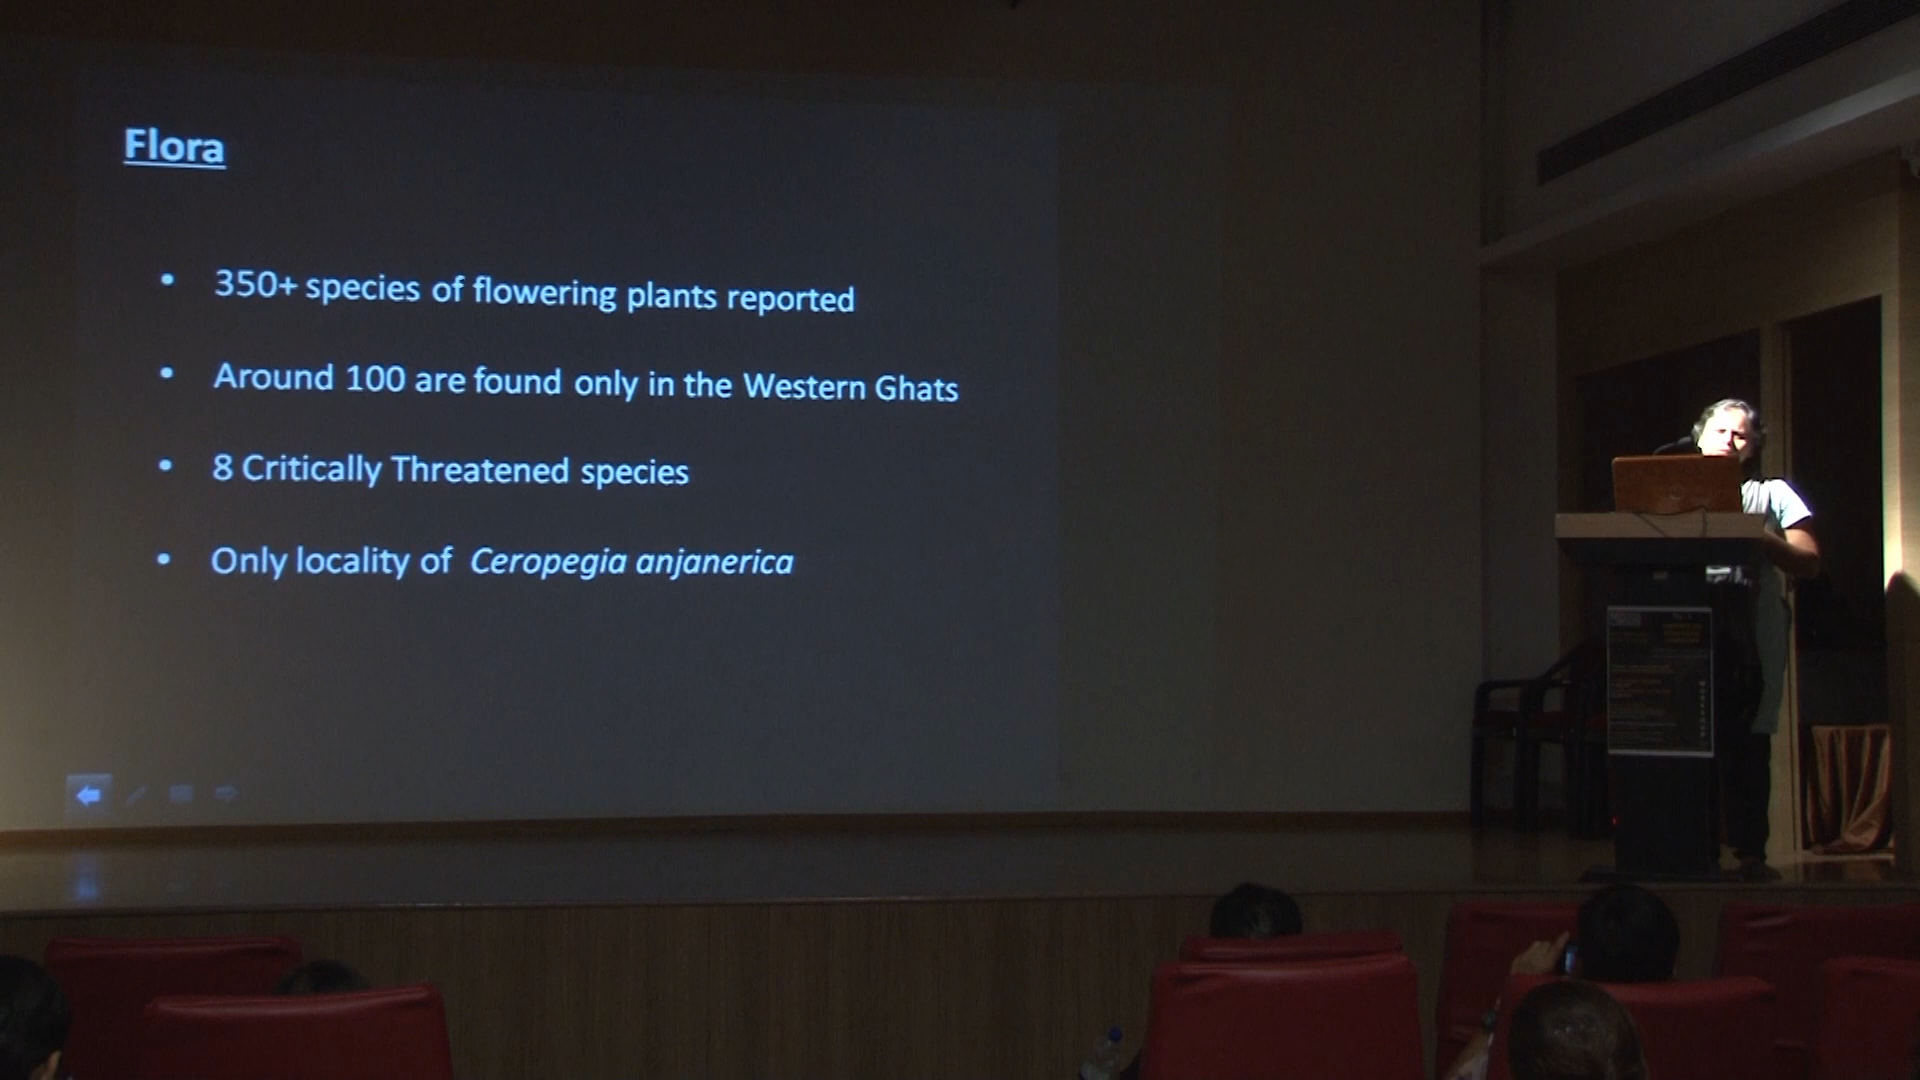 Flora
• 350+ species of flowering plants reported
• Around 100 are found only in the Western Ghats
• 8 Critically Threatened species
• Only locality of Ceropegia anjanerica